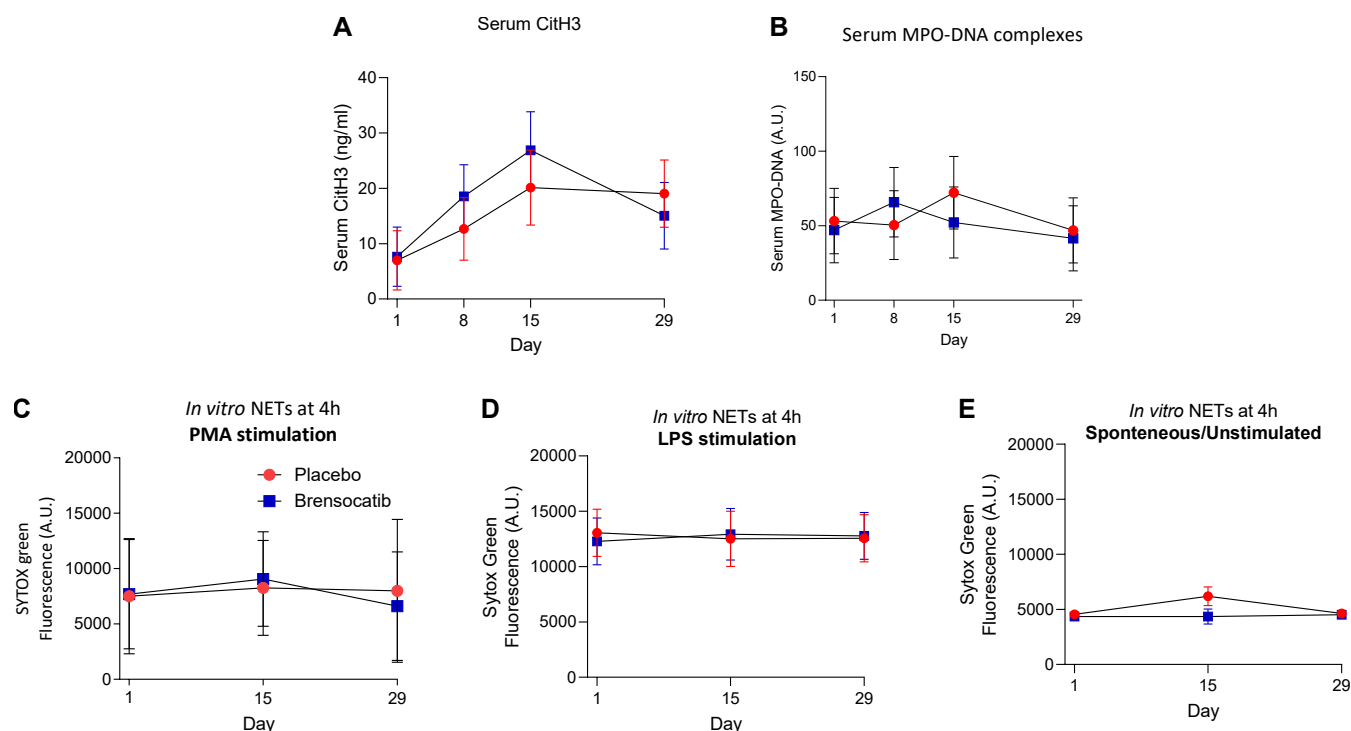 A
Serum CitH3
Serum CitH3 (ng/ml)
40
30
20
10
0
1 8 15 29
Day
B
Serum MPO-DNA complexes
Serum MPO-DNA (A.U.)
150
100
50
0
1 8 15 29
Day
C
In vitro NETs at 4h
PMA stimulation
SYTOX green
Fluorescence (A.U.)
20000
15000
10000
5000
0
Placebo
Brensocatib
1 15 29
Day
D
In vitro NETs at 4h
LPS stimulation
Sytox Green
Fluorescence (A.U.)
20000
15000
10000
5000
0
1 15 29
Day
E
In vitro NETs at 4h
Sponteneous/Unstimulated
Sytox Green
Fluorescence (A.U.)
20000
15000
10000
5000
0
1 15 29
Day